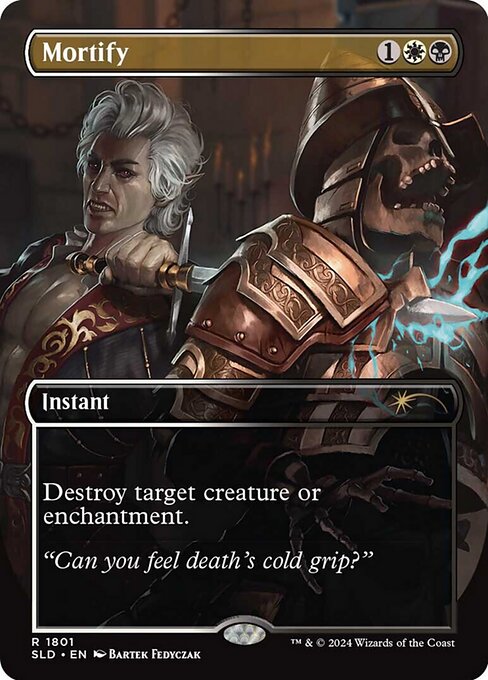 Mortify 1
Instant
Destroy target creature or
enchantment.
“Can you feel death’s cold grip?”
R 1801
SLD • EN Bartek Fedyczak
™ & © 2024 Wizards of the Coast